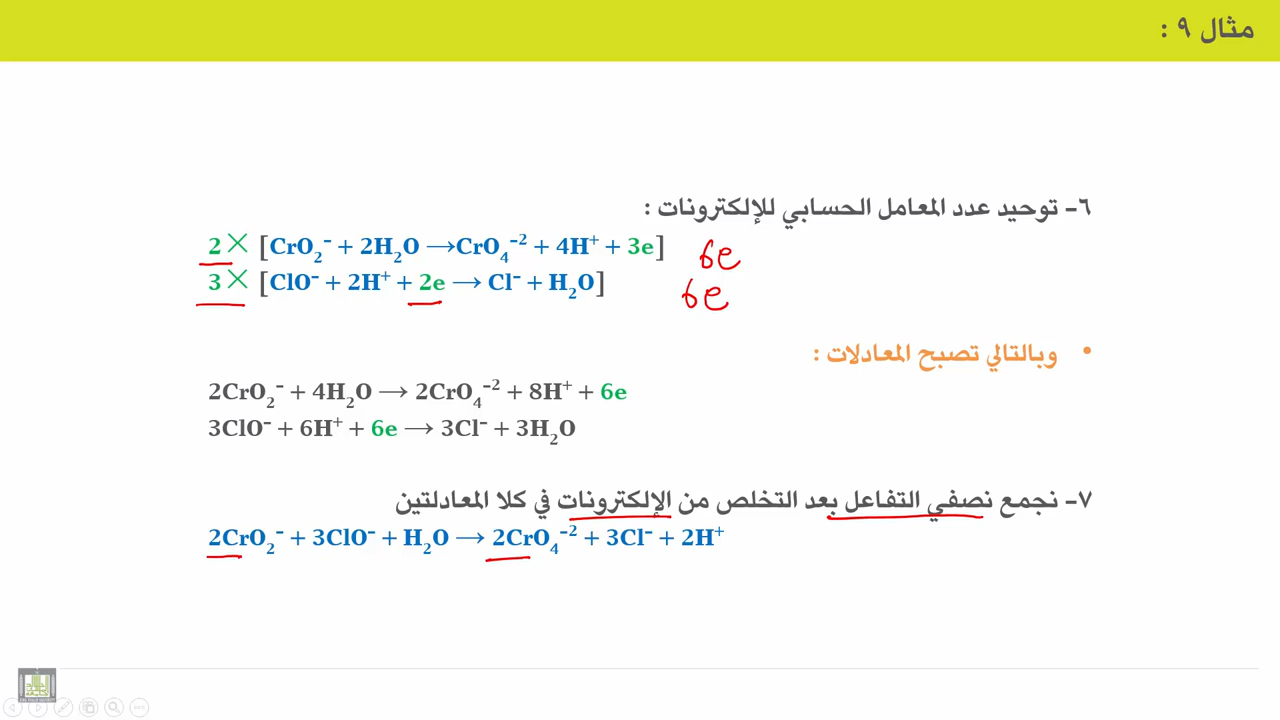 مثال ٩ :
٦- توحيد عدد المعامل الحسابي للإلكترونات :
2 × [CrO₂⁻ + 2H₂O ⟶CrO₄⁻² + 4H⁺ + 3e] 6e
3 × [ClO⁻ + 2H⁺ + 2e ⟶ Cl⁻ + H₂O] 6e
• وبالتالي تصبح المعادلات :
2CrO₂⁻ + 4H₂O ⟶ 2CrO₄⁻² + 8H⁺ + 6e
3ClO⁻ + 6H⁺ + 6e ⟶ 3Cl⁻ + 3H₂O
٧- نجمع نصفي التفاعل بعد التخلص من الإلكترونات في كلا المعادلتين
2CrO₂⁻ + 3ClO⁻ + H₂O ⟶ 2CrO₄⁻² + 3Cl⁻ + 2H⁺